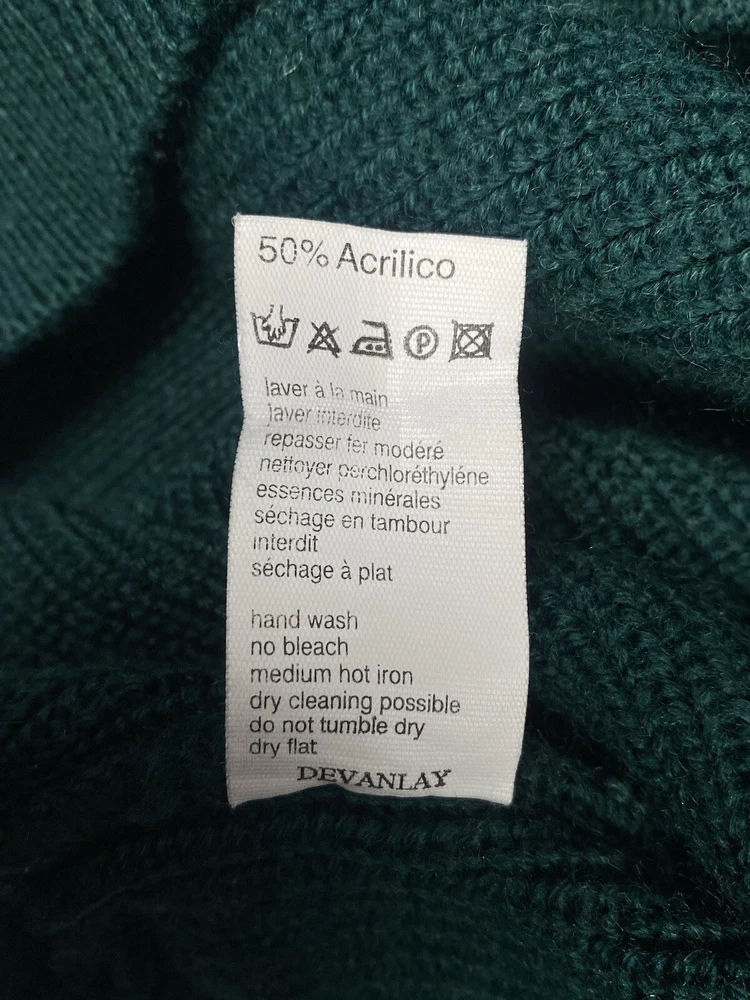 50% Acrilico
P
laver à la main
javer interdite
repasser fer modéré
nettoyer perchloréthyléne
essences minérales
séchage en tambour
interdit
séchage à plat
hand wash
no bleach
medium hot iron
dry cleaning possible
do not tumble dry
dry flat
DEVANLAY